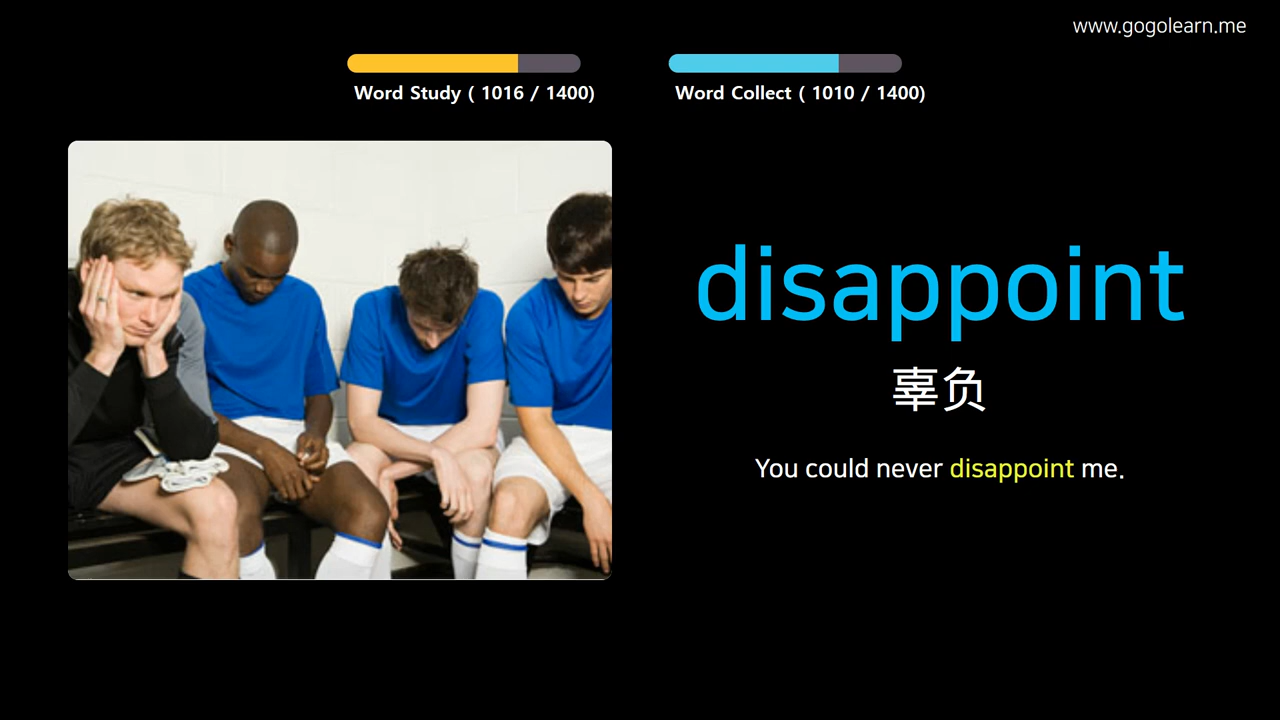 www.gogolearn.me
Word Study ( 1016 / 1400)
Word Collect ( 1010 / 1400)
disappoint
辜负
You could never disappoint me.